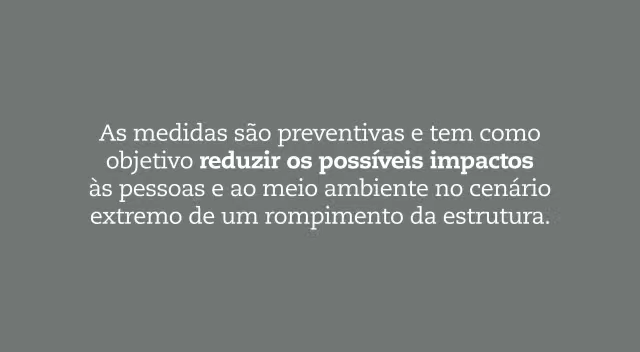 As medidas são preventivas e tem como
objetivo reduzir os possíveis impactos
às pessoas e ao meio ambiente no cenário
extremo de um rompimento da estrutura.